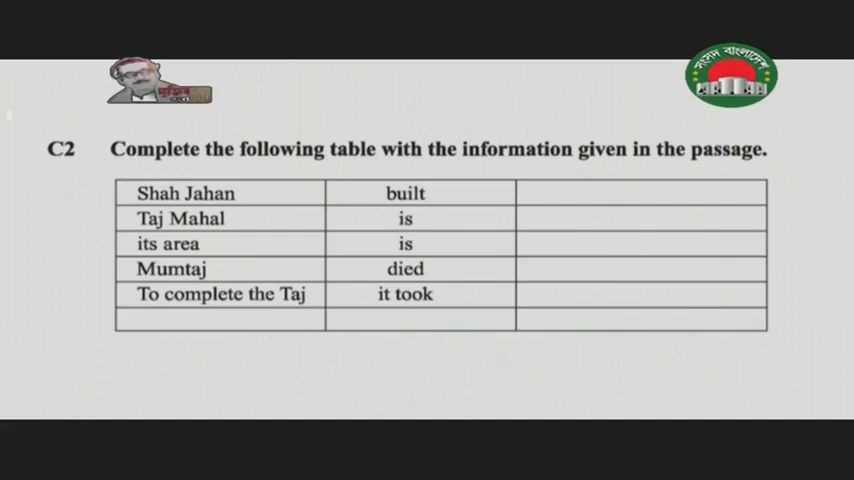 সংসদ বাংলাদেশ
C2 Complete the following table with the information given in the passage.
Shah Jahan built
Taj Mahal is
its area is
Mumtaj died
To complete the Taj it took